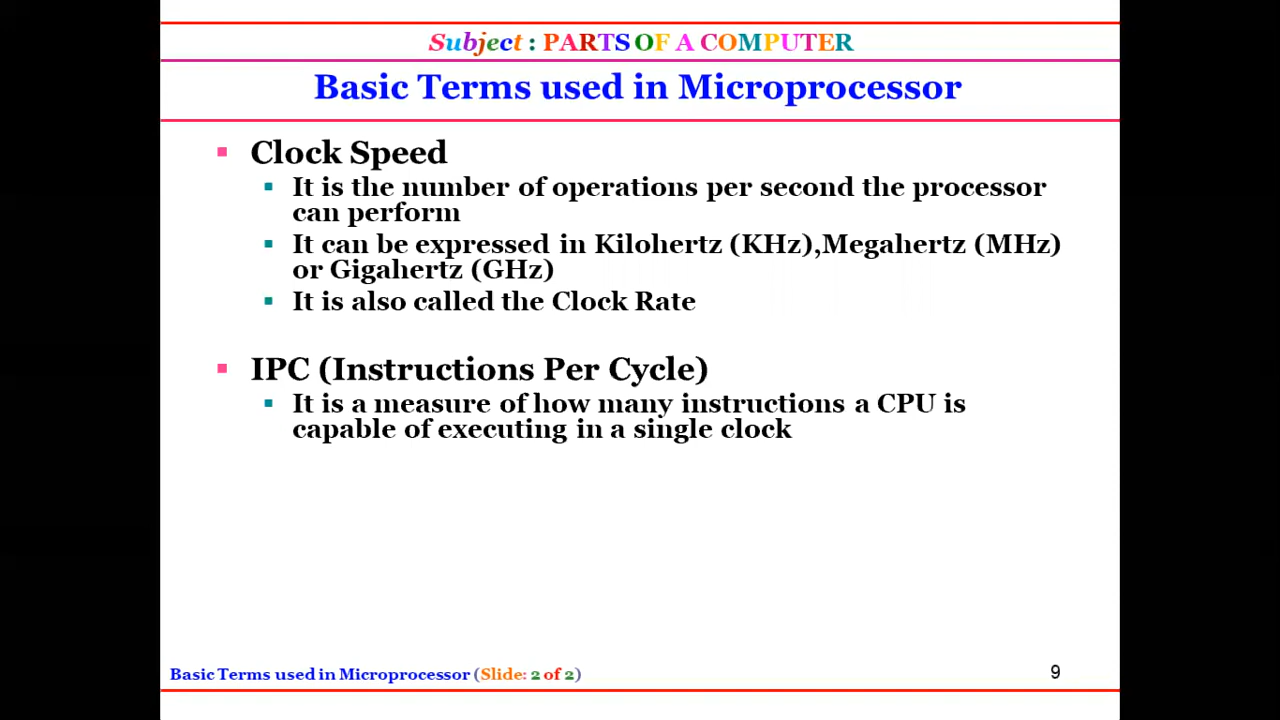 Subject : PARTS OF A COMPUTER
Basic Terms used in Microprocessor
▪ Clock Speed
▪ It is the number of operations per second the processor
can perform
▪ It can be expressed in Kilohertz (KHz),Megahertz (MHz)
or Gigahertz (GHz)
▪ It is also called the Clock Rate
▪ IPC (Instructions Per Cycle)
▪ It is a measure of how many instructions a CPU is
capable of executing in a single clock
Basic Terms used in Microprocessor (Slide: 2 of 2)
9